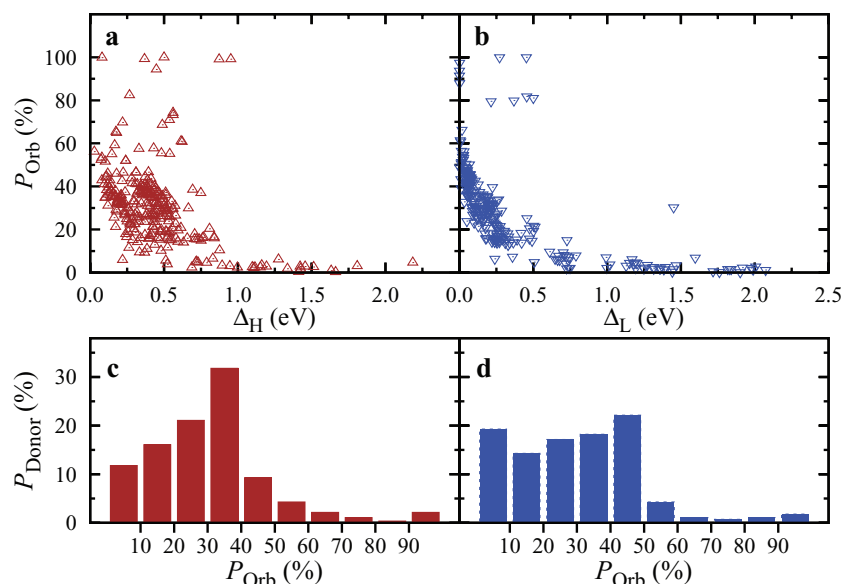 a b
P_Orb (%)
100
80
60
40
20
0
0.0 0.5 1.0 1.5 2.0 0.0 0.5 1.0 1.5 2.0 2.5
Δ_H (eV) Δ_L (eV)
c d
P_Donor (%)
30
20
10
0
10 20 30 40 50 60 70 80 90 10 20 30 40 50 60 70 80 90
P_Orb (%) P_Orb (%)